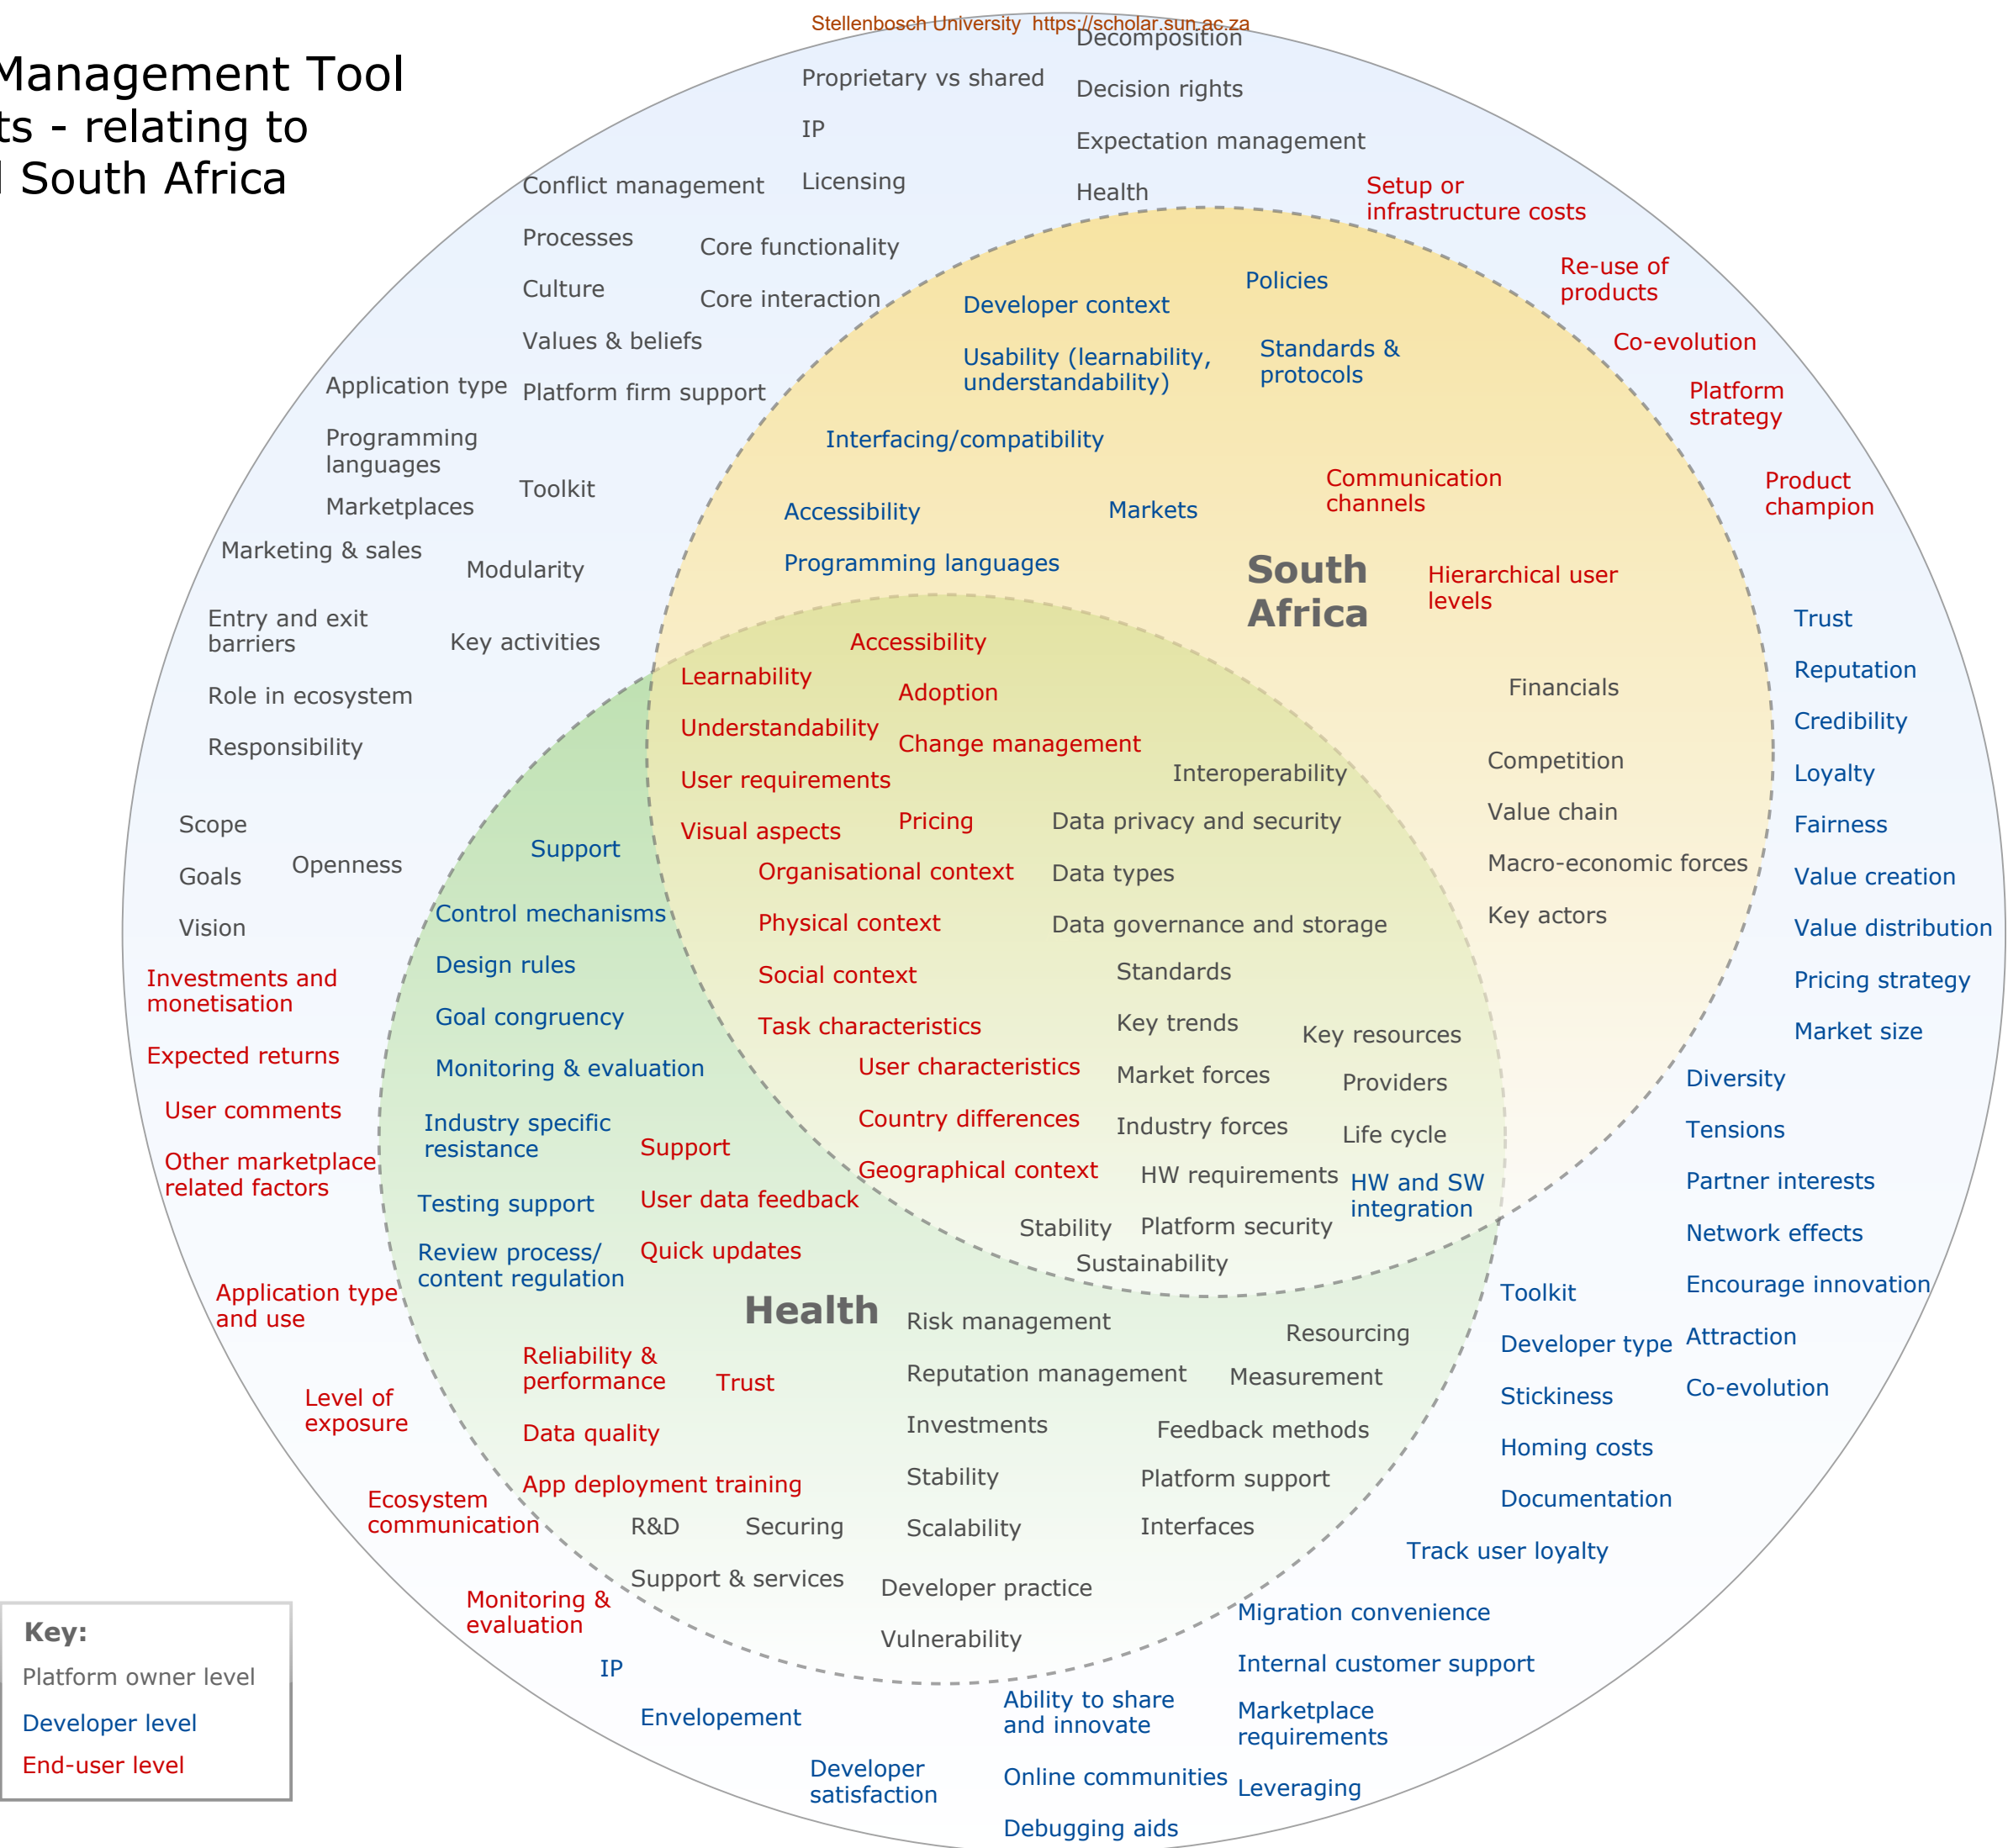 Stellenbosch University https://scholar.sun.ac.za
Management Tool
ts - relating to
South Africa
Decomposition
Decision rights
Expectation management
Health
Proprietary vs shared
IP
Licensing
Conflict management
Processes
Culture
Values & beliefs
Platform firm support
Core functionality
Core interaction
Setup or
infrastructure costs
Re-use of
products
Co-evolution
Platform
strategy
Product
champion
Policies
Developer context
Usability (learnability,
understandability)
Standards &
protocols
Interfacing/compatibility
Application type
Programming
languages
Marketplaces
Toolkit
Communication
channels
Accessibility
Markets
Programming languages
Marketing & sales
Modularity
South
Africa
Hierarchical user
levels
Entry and exit
barriers
Role in ecosystem
Responsibility
Key activities
Accessibility
Learnability
Understandability
User requirements
Visual aspects
Adoption
Change management
Pricing
Interoperability
Financials
Competition
Value chain
Macro-economic forces
Key actors
Trust
Reputation
Credibility
Loyalty
Fairness
Value creation
Value distribution
Pricing strategy
Market size
Scope
Goals
Vision
Openness
Support
Control mechanisms
Design rules
Goal congruency
Monitoring & evaluation
Organisational context
Physical context
Social context
Task characteristics
Data privacy and security
Data types
Data governance and storage
Standards
Key trends
Market forces
Industry forces
Key resources
Providers
Life cycle
Investments and
monetisation
Expected returns
User comments
Other marketplace
related factors
Industry specific
resistance
Testing support
Review process/
content regulation
Support
User data feedback
Quick updates
User characteristics
Country differences
Geographical context
HW requirements
Platform security
HW and SW
integration
Stability
Sustainability
Diversity
Tensions
Partner interests
Network effects
Encourage innovation
Attraction
Co-evolution
Toolkit
Developer type
Stickiness
Homing costs
Documentation
Track user loyalty
Application type
and use
Level of
exposure
Ecosystem
communication
Monitoring &
evaluation
Health
Reliability &
performance
Trust
Data quality
App deployment training
R&D
Securing
Support & services
Risk management
Reputation management
Investments
Stability
Scalability
Developer practice
Vulnerability
Resourcing
Measurement
Feedback methods
Platform support
Interfaces
Migration convenience
Internal customer support
Marketplace
requirements
Leveraging
IP
Envelopement
Developer
satisfaction
Ability to share
and innovate
Online communities
Debugging aids
Key:
Platform owner level
Developer level
End-user level